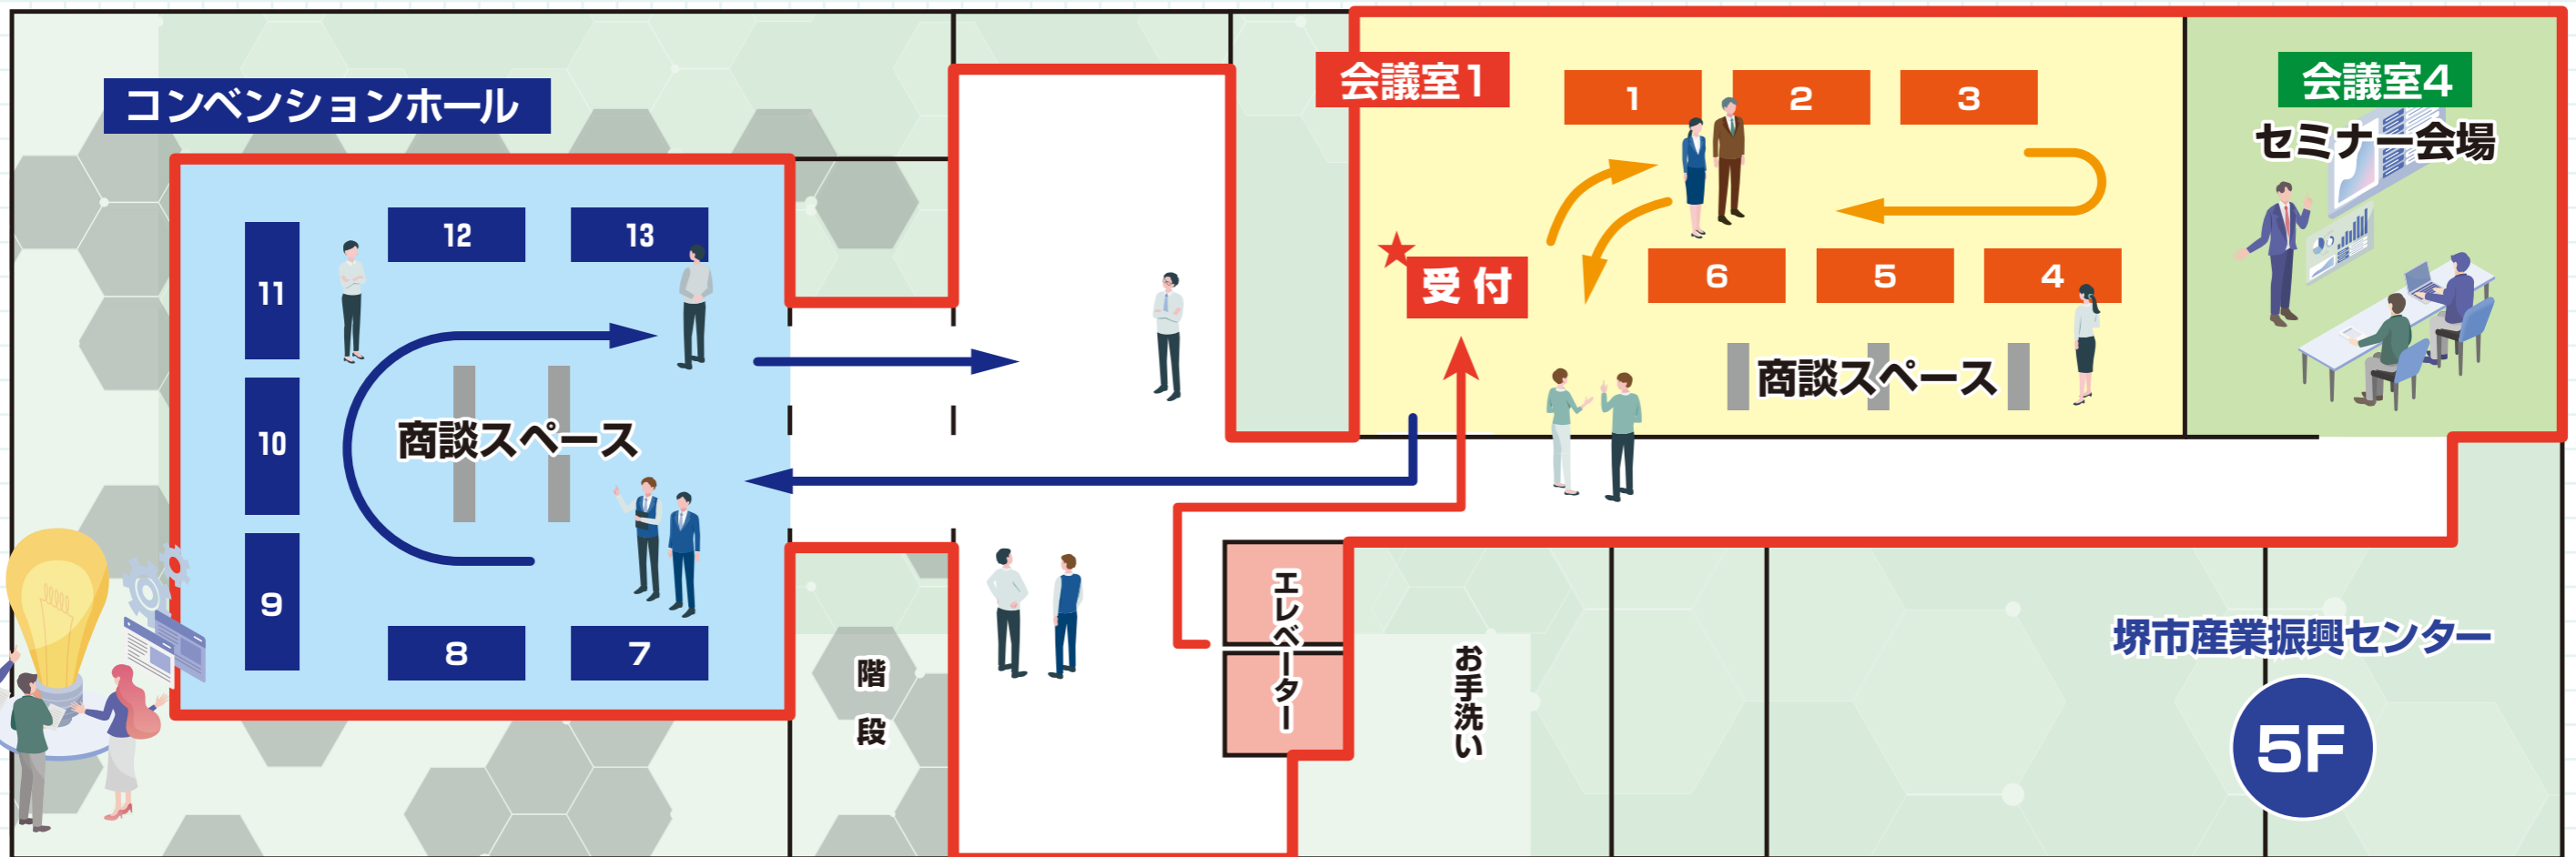 コンベンションホール
12
13
11
10
9
8
7
商談スペース
階段
会議室1
1
2
3
受付
6
5
4
商談スペース
会議室4
セミナー会場
エレベーター
お手洗い
堺市産業振興センター
5F